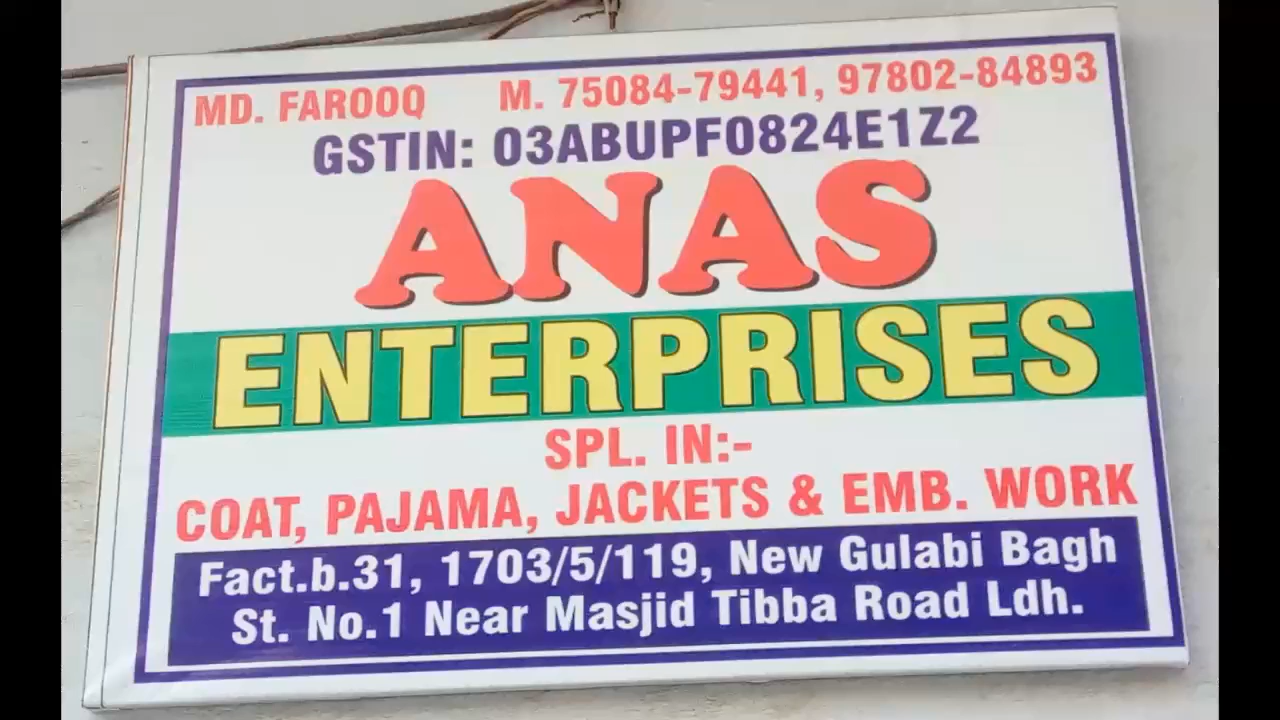 MD. FAROOQ M. 75084-79441, 97802-84893
GSTIN: 03ABUPF0824E1Z2
ANAS
ENTERPRISES
SPL. IN:-
COAT, PAJAMA, JACKETS & EMB. WORK
Fact.b.31, 1703/5/119, New Gulabi Bagh
St. No.1 Near Masjid Tibba Road Ldh.